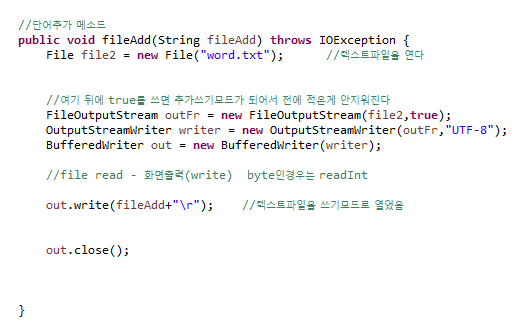 //단어추가 메소드
public void fileAdd(String fileAdd) throws IOException {
File file2 = new File("word.txt"); //텍스트파일을 연다
//여기 뒤에 true를 쓰면 추가쓰기모드가 되어서 전에 적은게 안지워진다
FileOutputStream outFr = new FileOutputStream(file2,true);
OutputStreamWriter writer = new OutputStreamWriter(outFr,"UTF-8");
BufferedWriter out = new BufferedWriter(writer);
//file read - 화면출력(write) byte인경우는 readInt
out.write(fileAdd+"\r"); //텍스트파일을 쓰기모드로 열었음
out.close();
}